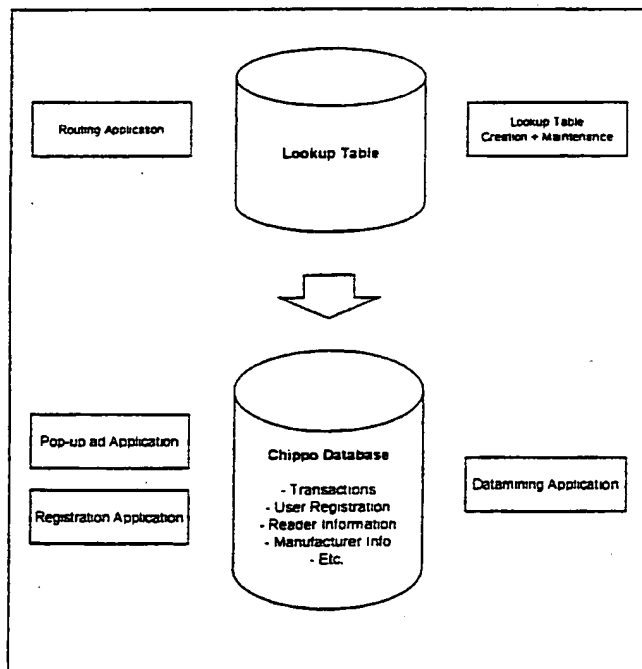 Routing Application
Lookup Table
Lookup Table
Creation + Maintenance
Pop-up ad Application
Registration Application
Chippo Database
- Transactions
- User Registration
- Reader Information
- Manufacturer Info
- Etc.
Datamining Application